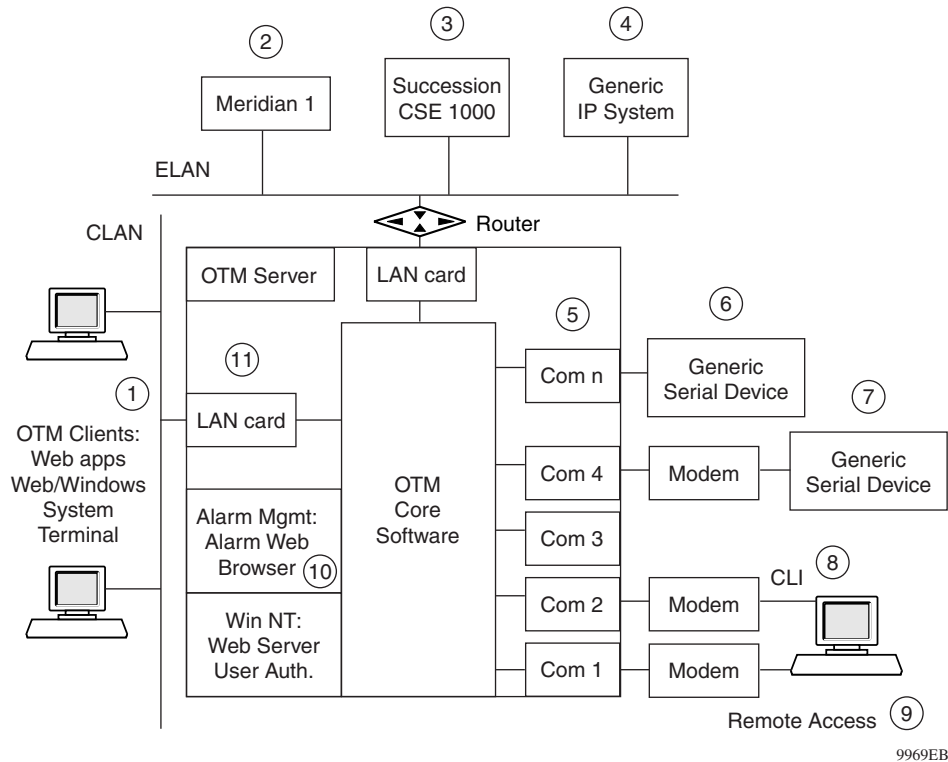 2
3
4
Meridian 1
Succession
CSE 1000
Generic
IP System
ELAN
Router
CLAN
OTM Server
LAN card
5
6
Com n
Generic
Serial Device
11
1
LAN card
7
OTM Clients:
Web apps
Web/Windows
System
Terminal
OTM
Core
Software
Com 4
Modem
Generic
Serial Device
Alarm Mgmt:
Alarm Web
Browser
10
Com 3
CLI
8
Com 2
Modem
Win NT:
Web Server
User Auth.
Com 1
Modem
Remote Access
9
9969EB